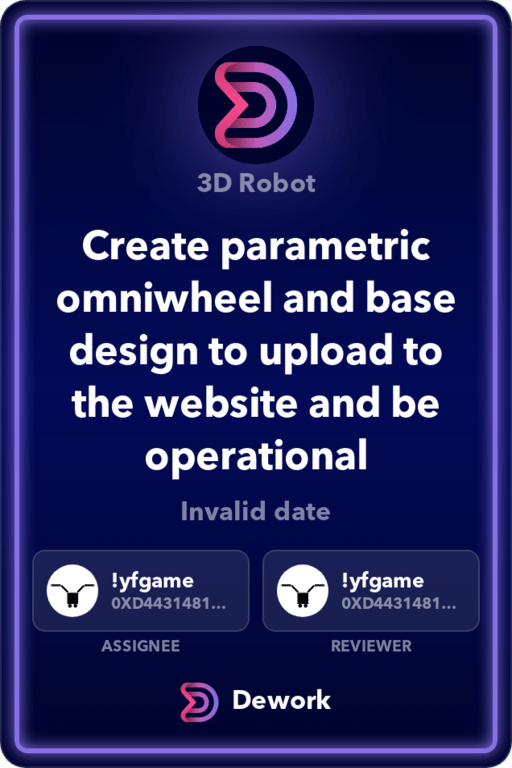 3D Robot
Create parametric
omniwheel and base
design to upload to
the website and be
operational
Invalid date
!yfgame
0XD4431481...
!yfgame
0XD4431481...
ASSIGNEE
REVIEWER
Dework